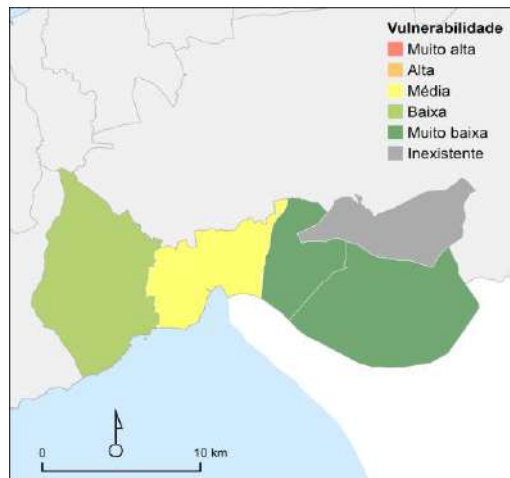 Vulnerabilidade
Muito alta
Alta
Média
Baixa
Muito baixa
Inexistente
0
10 km